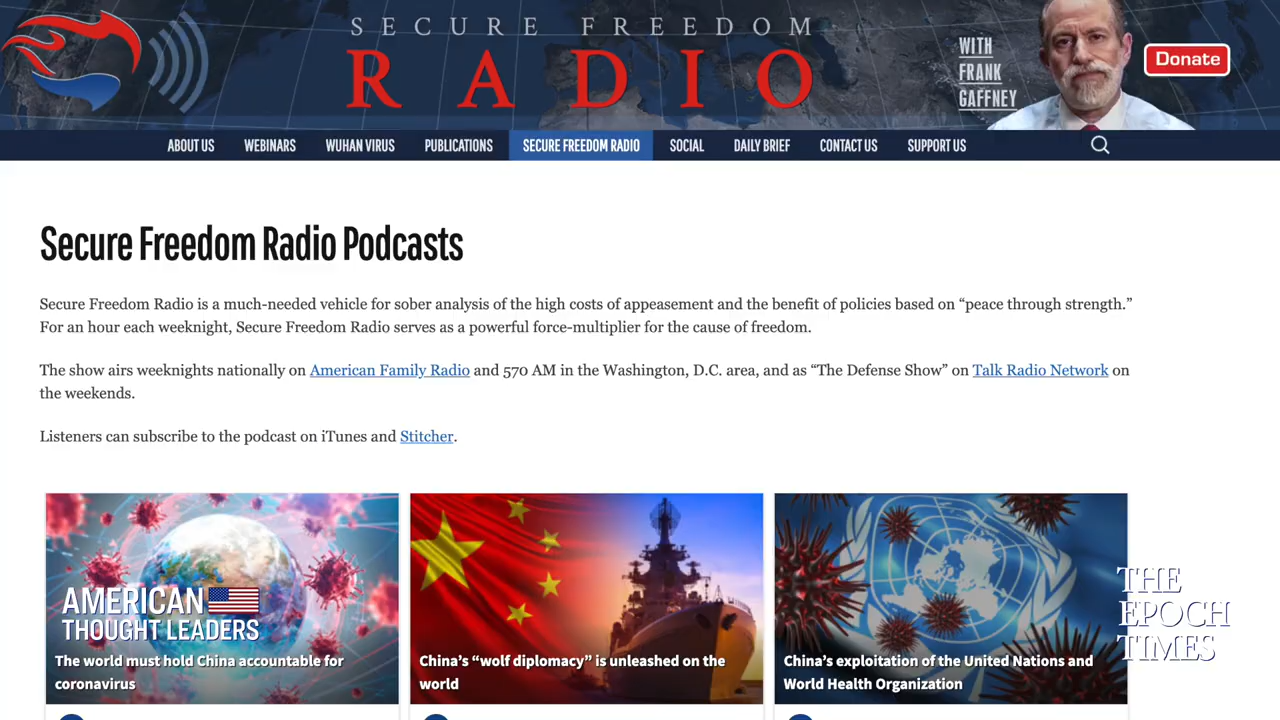 SECURE FREEDOM
RADIO
WITH
FRANK
GAFFNEY
Donate
ABOUT US WEBINARS WUHAN VIRUS PUBLICATIONS SECURE FREEDOM RADIO SOCIAL DAILY BRIEF CONTACT US SUPPORT US
Secure Freedom Radio Podcasts
Secure Freedom Radio is a much-needed vehicle for sober analysis of the high costs of appeasement and the benefit of policies based on “peace through strength.”
For an hour each weeknight, Secure Freedom Radio serves as a powerful force-multiplier for the cause of freedom.
The show airs weeknights nationally on American Family Radio and 570 AM in the Washington, D.C. area, and as “The Defense Show” on Talk Radio Network on
the weekends.
Listeners can subscribe to the podcast on iTunes and Stitcher.
AMERICAN
THOUGHT LEADERS
The world must hold China accountable for
coronavirus
China’s “wolf diplomacy” is unleashed on the
world
China’s exploitation of the United Nations and
World Health Organization
THE
EPOCH
TIMES